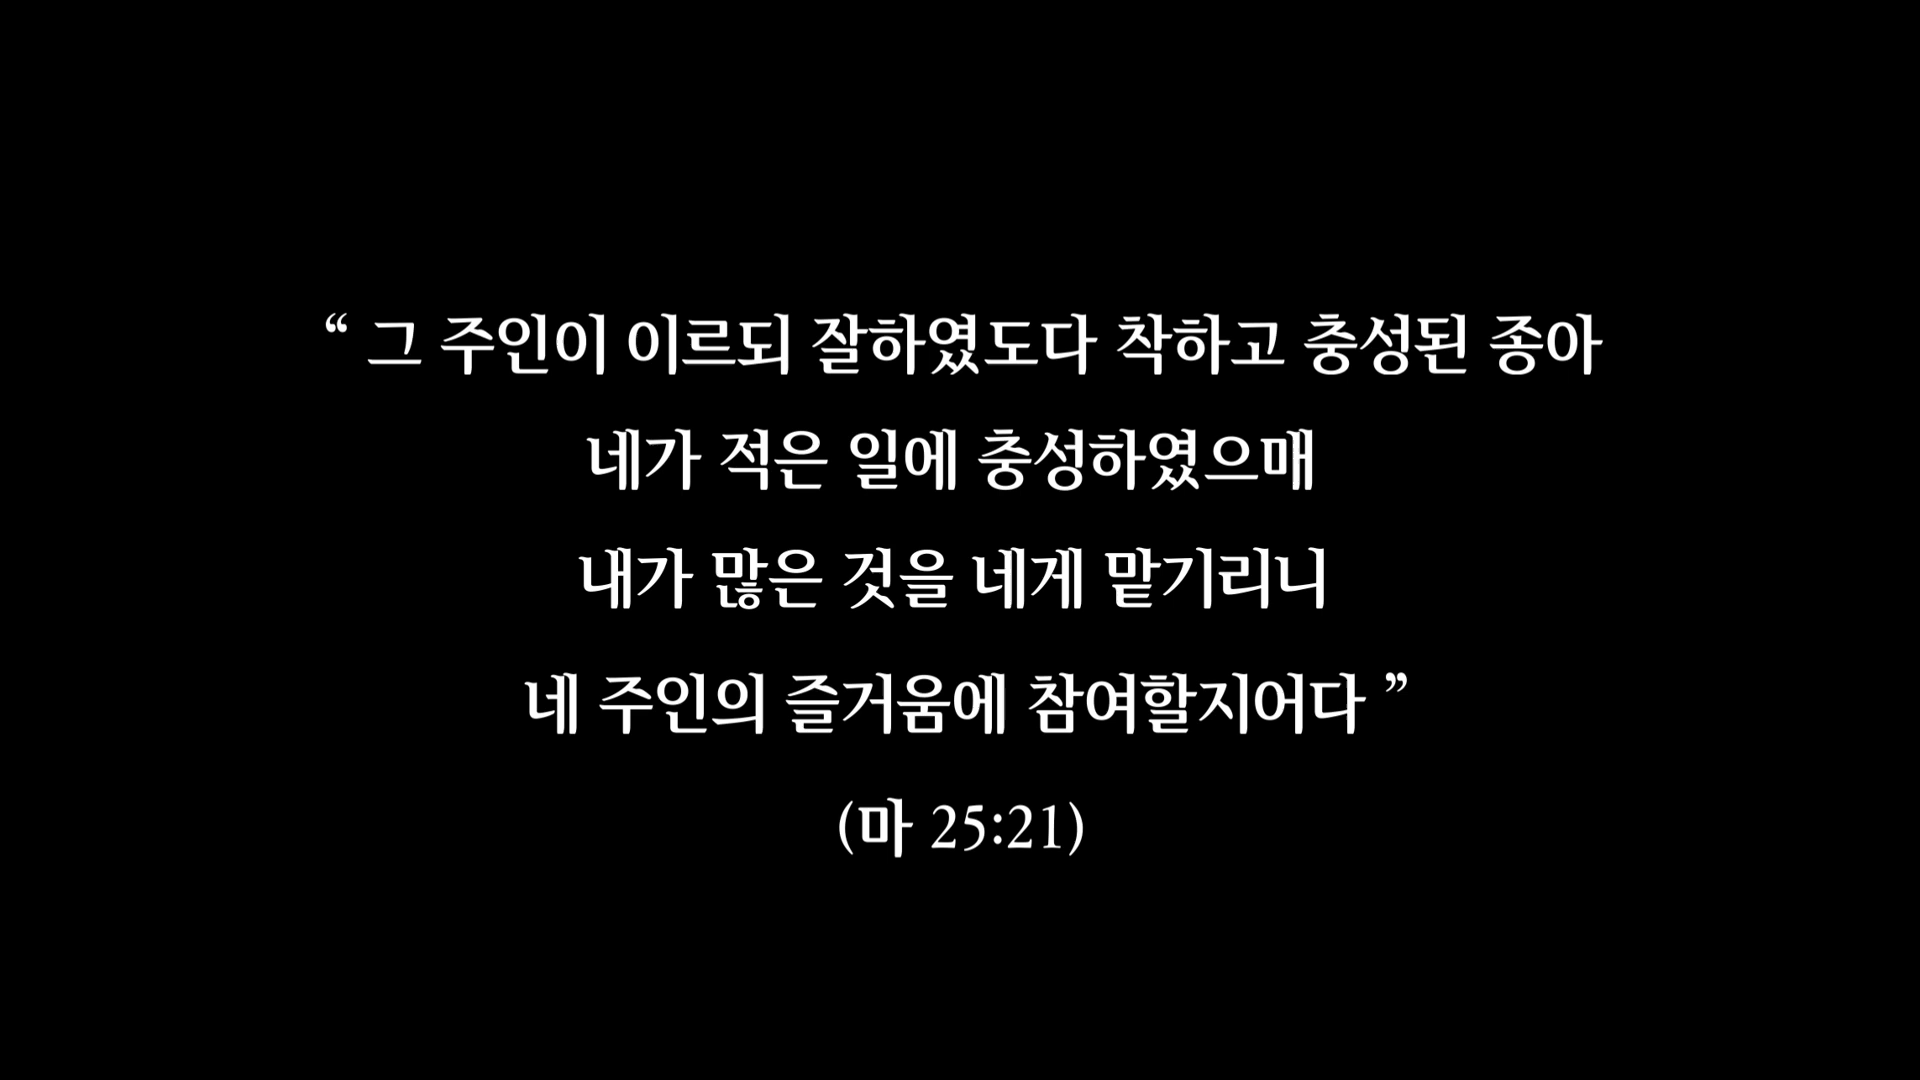 “ 그 주인이 이르되 잘하였도다 착하고 충성된 종아
네가 적은 일에 충성하였으매
내가 많은 것을 네게 맡기리니
네 주인의 즐거움에 참여할지어다 ”
(마 25:21)